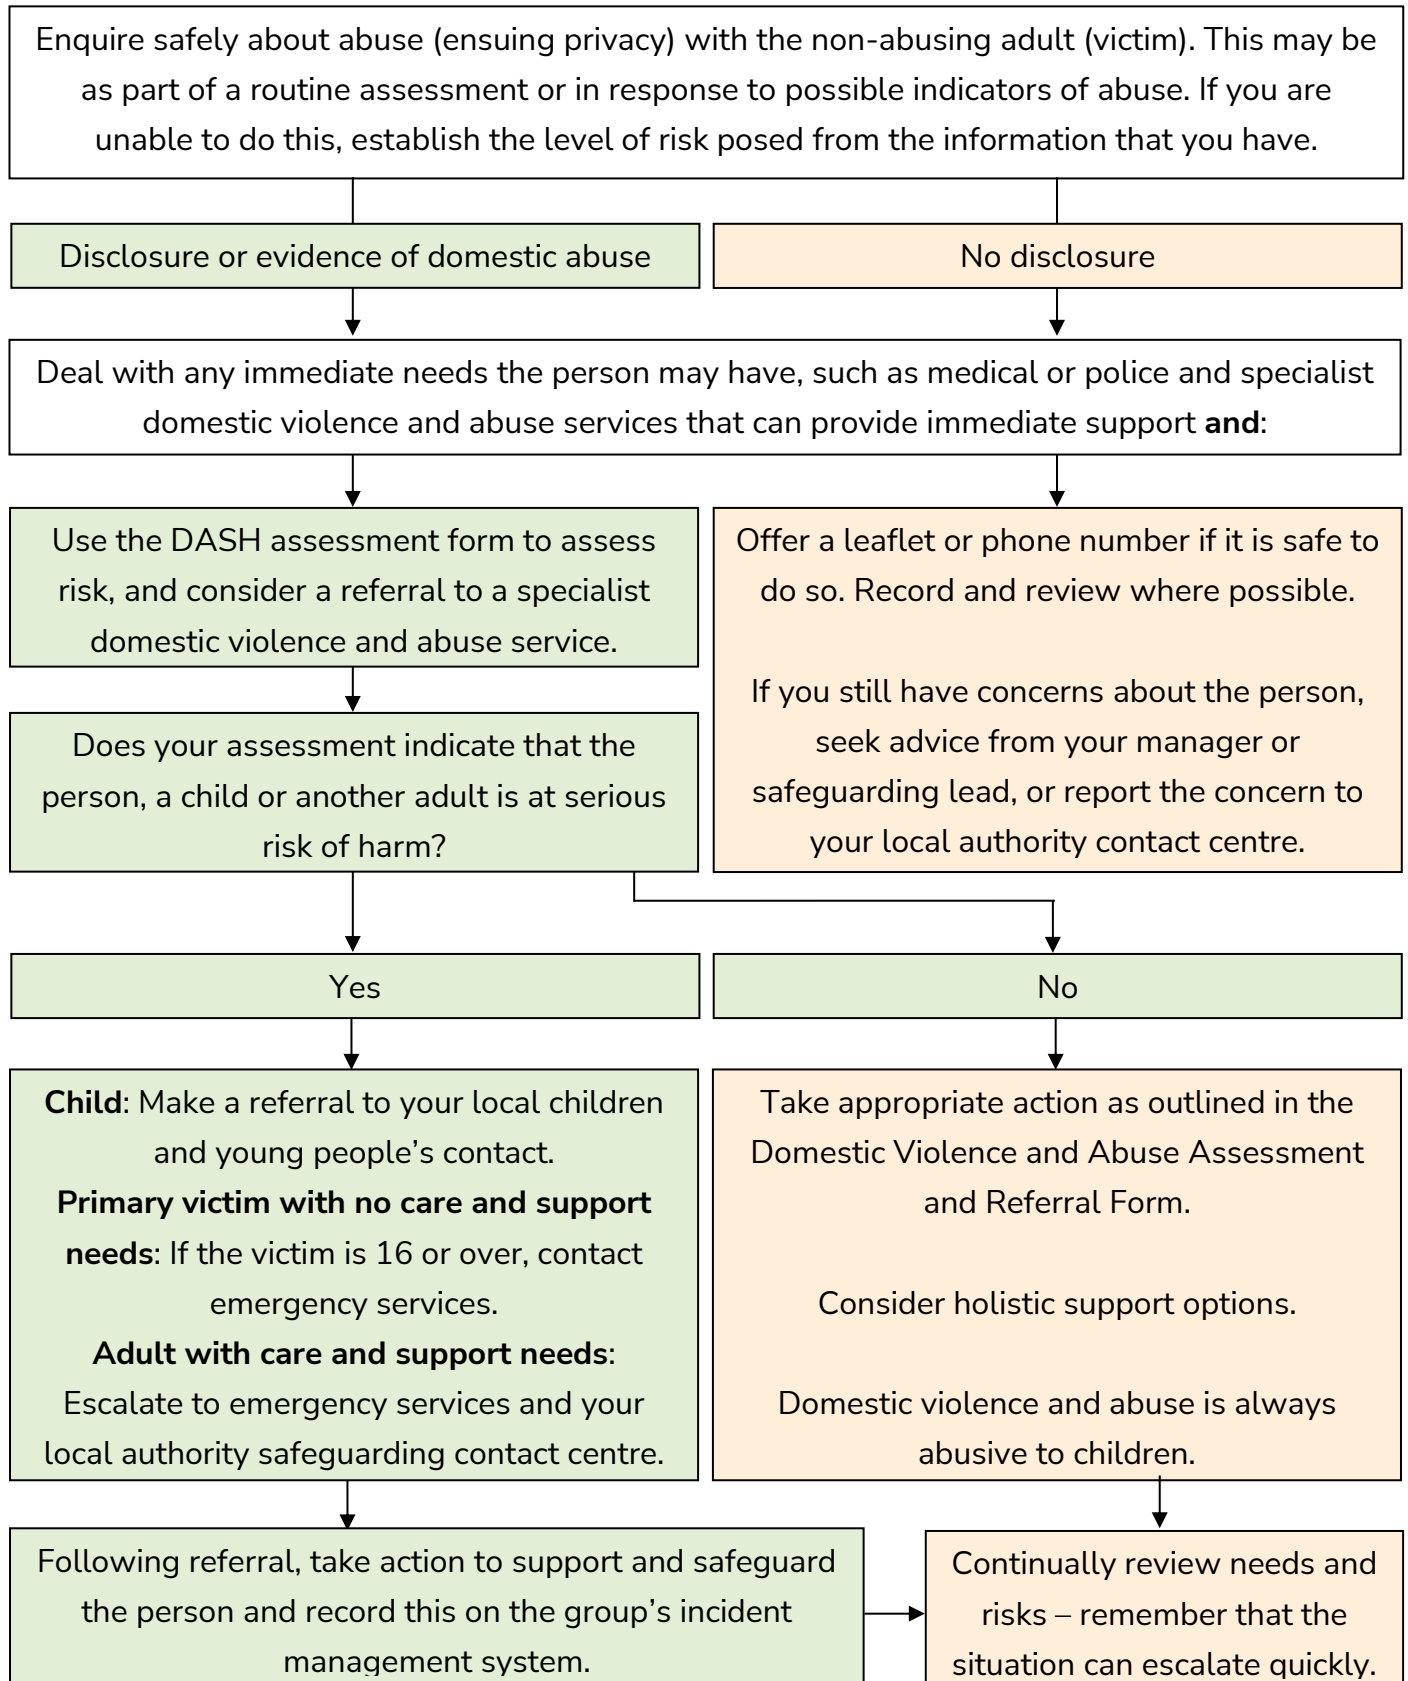 Enquire safely about abuse (ensuing privacy) with the non-abusing adult (victim). This may be
as part of a routine assessment or in response to possible indicators of abuse. If you are
unable to do this, establish the level of risk posed from the information that you have.
Disclosure or evidence of domestic abuse
No disclosure
Deal with any immediate needs the person may have, such as medical or police and specialist
domestic violence and abuse services that can provide immediate support and:
Use the DASH assessment form to assess
risk, and consider a referral to a specialist
domestic violence and abuse service.
Offer a leaflet or phone number if it is safe to
do so. Record and review where possible.
If you still have concerns about the person,
seek advice from your manager or
safeguarding lead, or report the concern to
your local authority contact centre.
Does your assessment indicate that the
person, a child or another adult is at serious
risk of harm?
Yes
No
Child: Make a referral to your local children
and young people’s contact.
Primary victim with no care and support
needs: If the victim is 16 or over, contact
emergency services.
Adult with care and support needs:
Escalate to emergency services and your
local authority safeguarding contact centre.
Take appropriate action as outlined in the
Domestic Violence and Abuse Assessment
and Referral Form.
Consider holistic support options.
Domestic violence and abuse is always
abusive to children.
Following referral, take action to support and safeguard
the person and record this on the group’s incident
management system.
Continually review needs and
risks – remember that the
situation can escalate quickly.